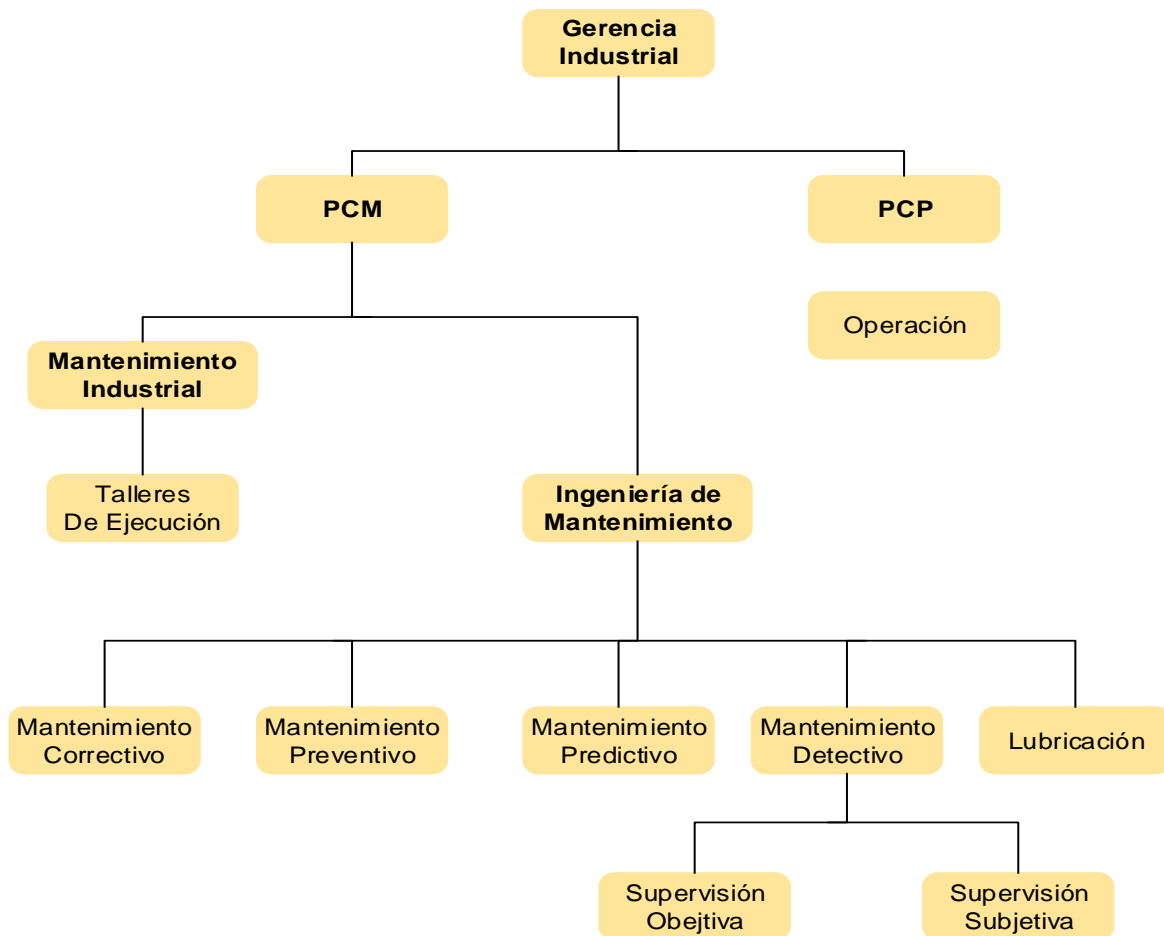 Gerencia
Industrial
PCM
PCP
Operación
Mantenimiento
Industrial
Talleres
De Ejecución
Ingeniería de
Mantenimiento
Mantenimiento
Correctivo
Mantenimiento
Preventivo
Mantenimiento
Predictivo
Mantenimiento
Detectivo
Lubricación
Supervisión
Obejtiva
Supervisión
Subjetiva